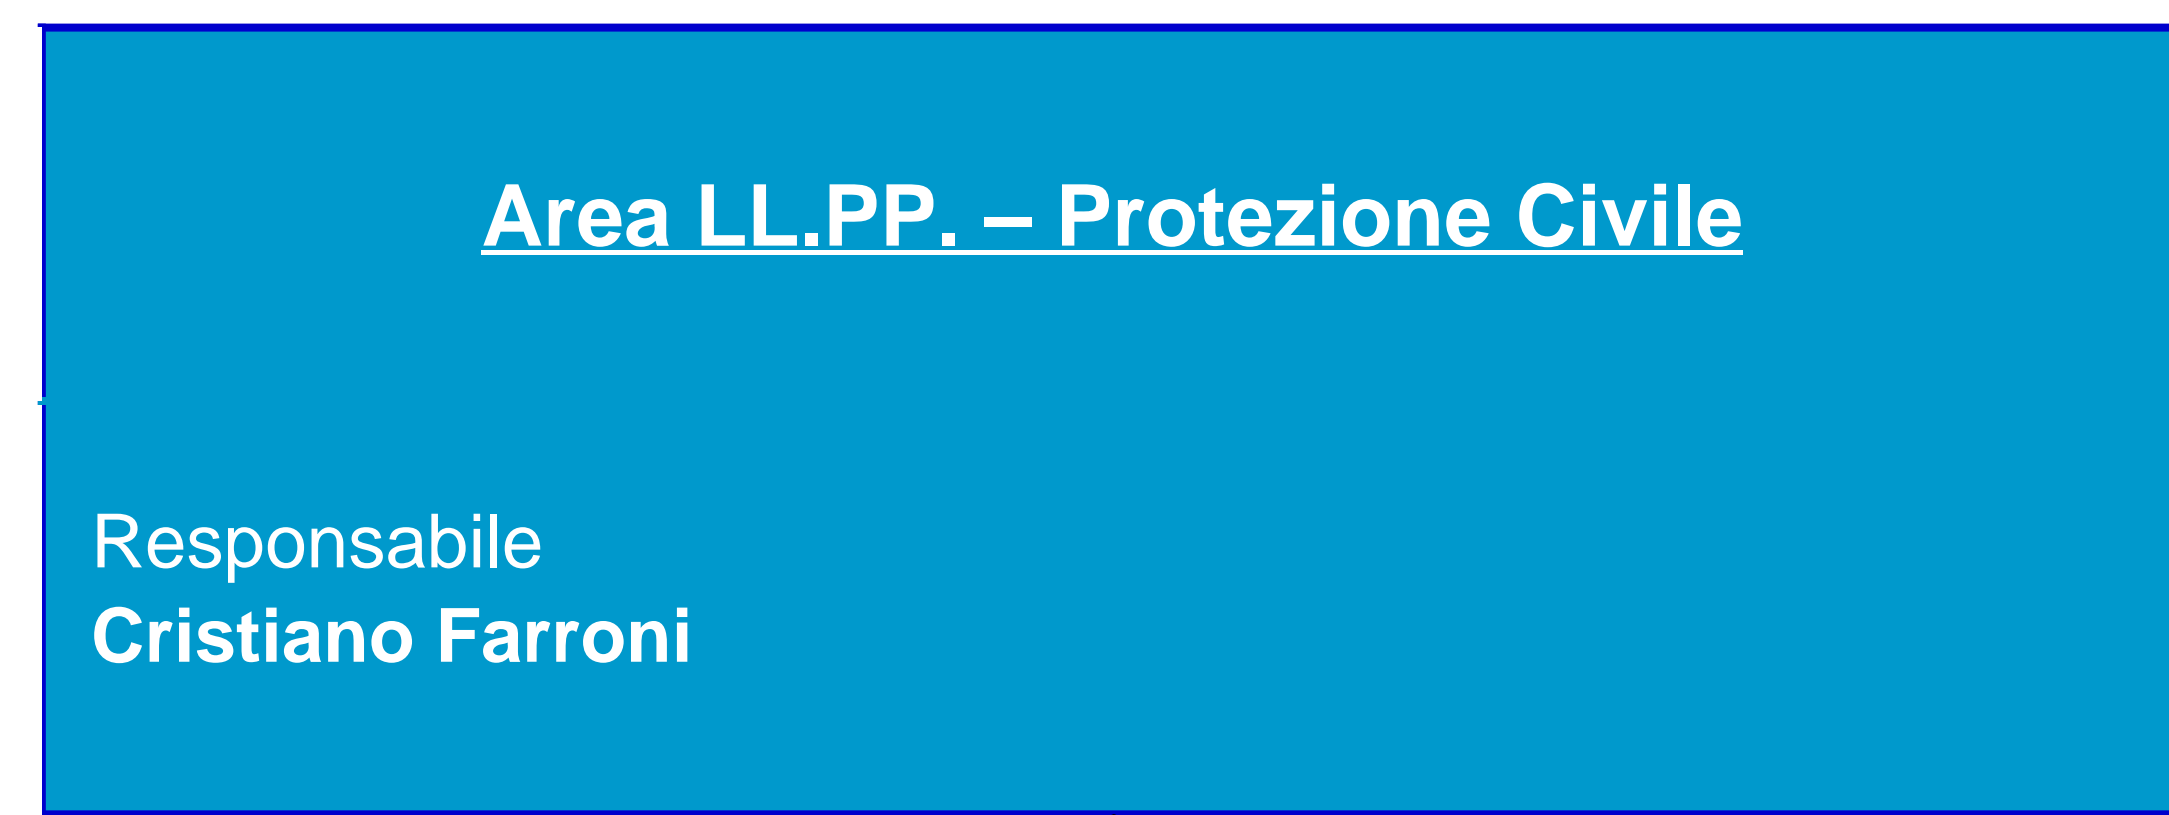 Area LL.PP. – Protezione Civile
Responsabile
Cristiano Farroni